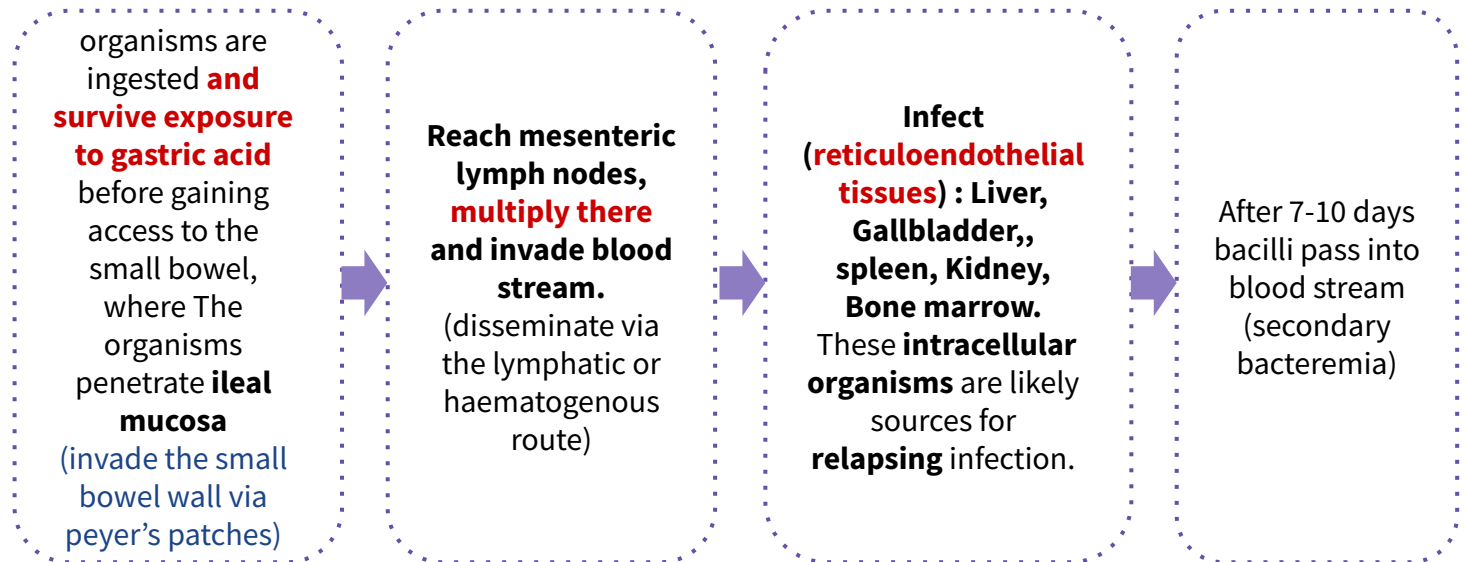 organisms are
ingested and
survive exposure
to gastric acid
before gaining
access to the
small bowel,
where The
organisms
penetrate ileal
mucosa
(invade the small
bowel wall via
peyer’s patches)
Reach mesenteric
lymph nodes,
multiply there
and invade blood
stream.
(disseminate via
the lymphatic or
haematogenous
route)
Infect
(reticuloendothelial
tissues) : Liver,
Gallbladder,,
spleen, Kidney,
Bone marrow.
These intracellular
organisms are likely
sources for
relapsing infection.
After 7-10 days
bacilli pass into
blood stream
(secondary
bacteremia)